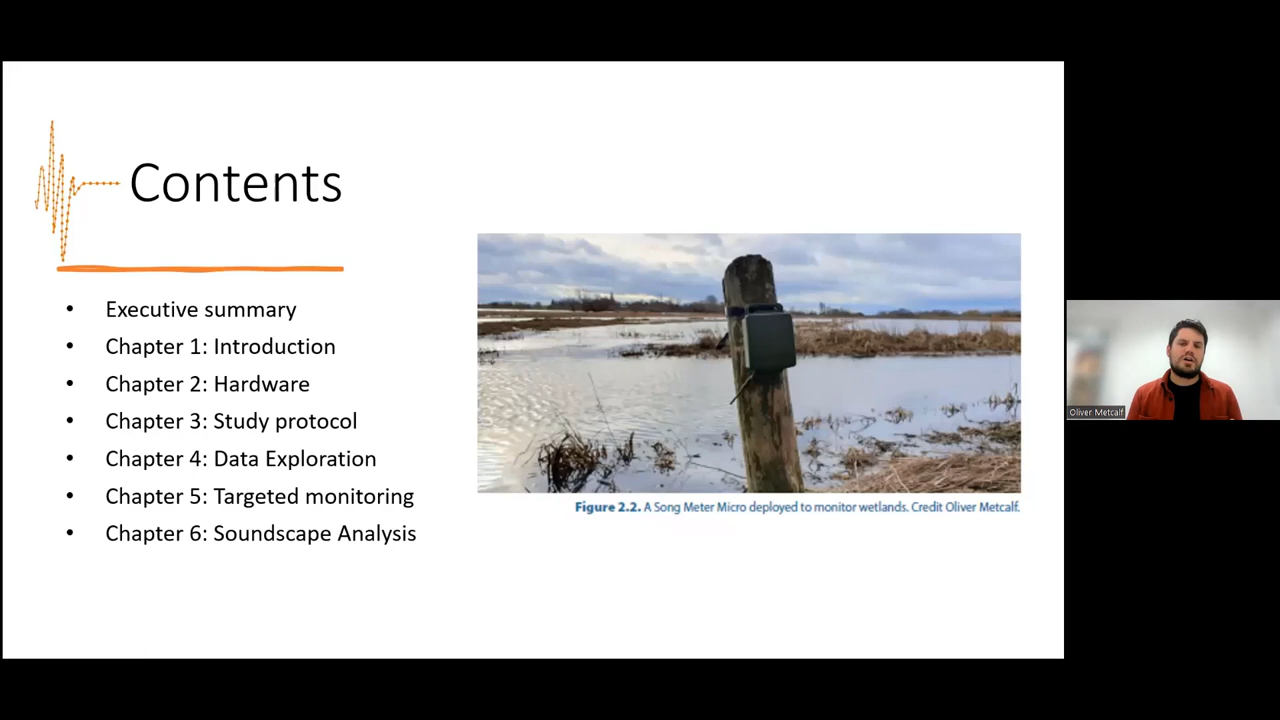 Contents
• Executive summary
• Chapter 1: Introduction
• Chapter 2: Hardware
• Chapter 3: Study protocol
• Chapter 4: Data Exploration
• Chapter 5: Targeted monitoring
• Chapter 6: Soundscape Analysis
Figure 2.2. A Song Meter Micro deployed to monitor wetlands. Credit Oliver Metcalf.
Oliver Metcalf